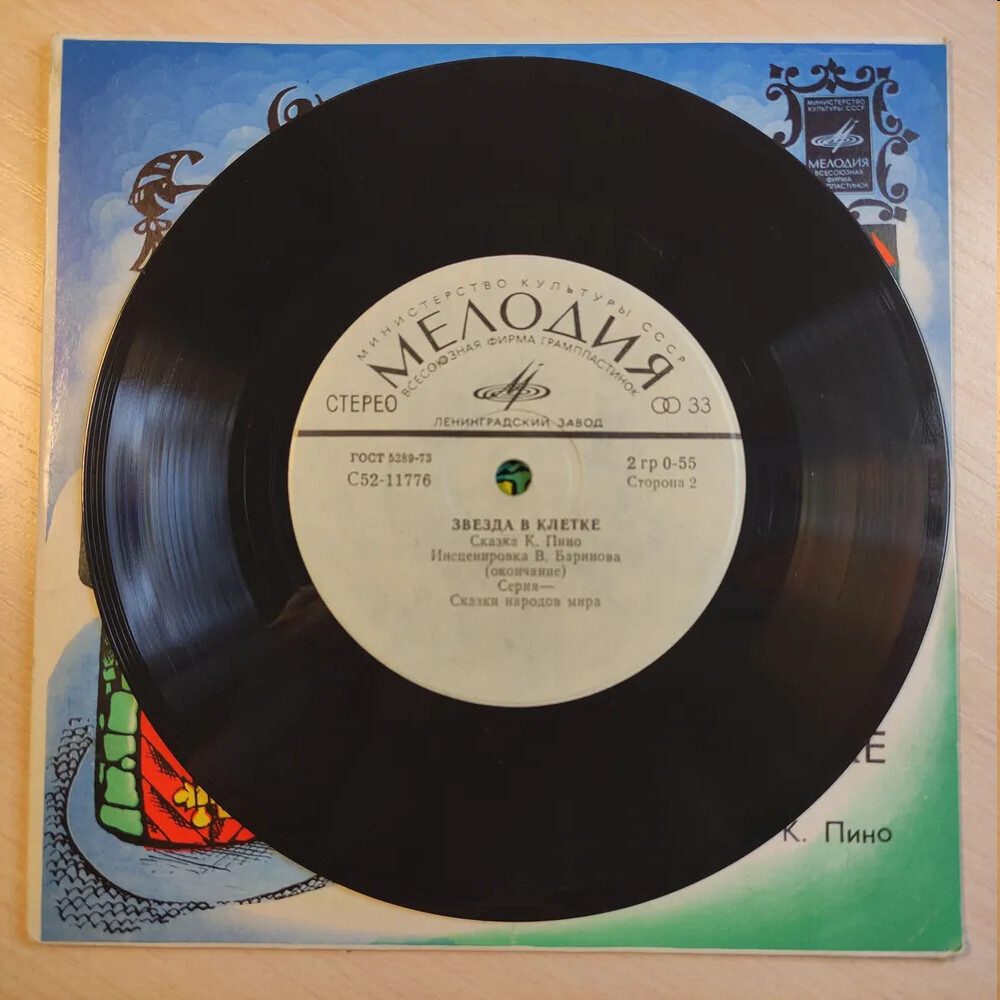 МИНИСТЕРСТВО
КУЛЬТУРЫ СССР
МЕЛОДИЯ
ВСЕСОЮЗНАЯ
ФИРМА
МИНИСТЕРСТВО КУЛЬТУРЫ СССР
МЕЛОДИЯ
ВСЕСОЮЗНАЯ ФИРМА ГРАМПЛАСТИНОК
СТЕРЕО
33
ЛЕНИНГРАДСКИЙ ЗАВОД
ГОСТ 5289-73
2 гр 0-55
С52-11776
Сторона 2
ЗВЕЗДА В КЛЕТКЕ
Сказка К. Пино
Инсценировка В. Баринова
(окончание)
Серия—
Сказки народов мира
К. Пино